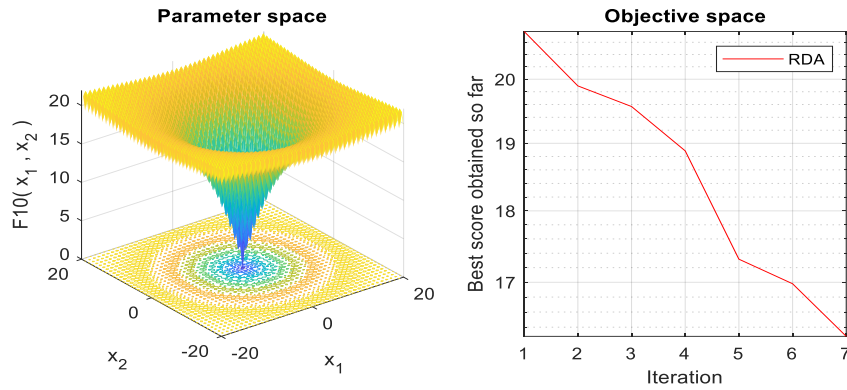 Parameter space
F10( x1 , x2 )
20
15
10
5
0
20
0
-20
x2
-20
0
20
x1
Objective space
Best score obtained so far
20
19
18
17
RDA
1 2 3 4 5 6 7
Iteration